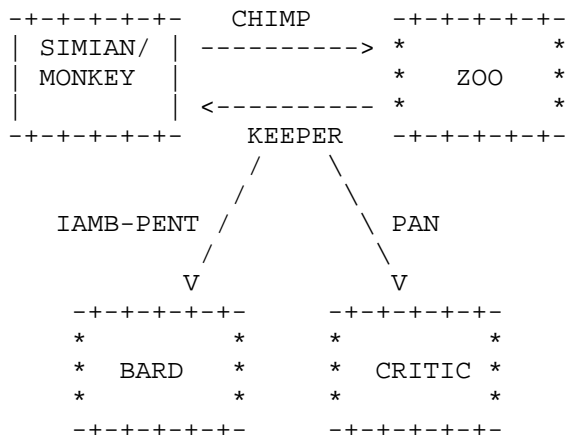 -+-+-+-+-+- CHIMP -+-+-+-+-+-
| SIMIAN/ | ----------> * *
| MONKEY | * ZOO *
| | <---------- * *
-+-+-+-+-+- KEEPER -+-+-+-+-+-
/ \
/ \
IAMB-PENT / \ PAN
/ \
V V
-+-+-+-+-+- -+-+-+-+-+-
* * * *
* BARD * * CRITIC *
* * * *
-+-+-+-+-+- -+-+-+-+-+-